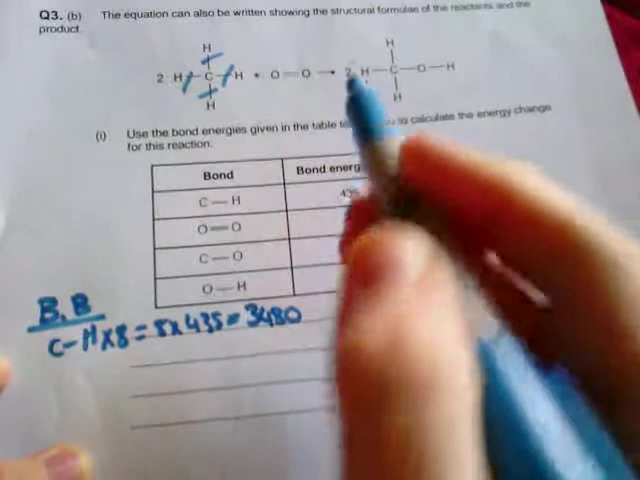 Q3. (b) The equation can also be written showing the structural formulae of the reactants and the
product.
H H
2 H C H + O O → 2 H C O H
H H
(i) Use the bond energies given in the table to calculate the energy change
for this reaction.
Bond Bond energ
C H 435
O O
C O
O H
B.B
C-H x 8 = 8 x 435 = 3480